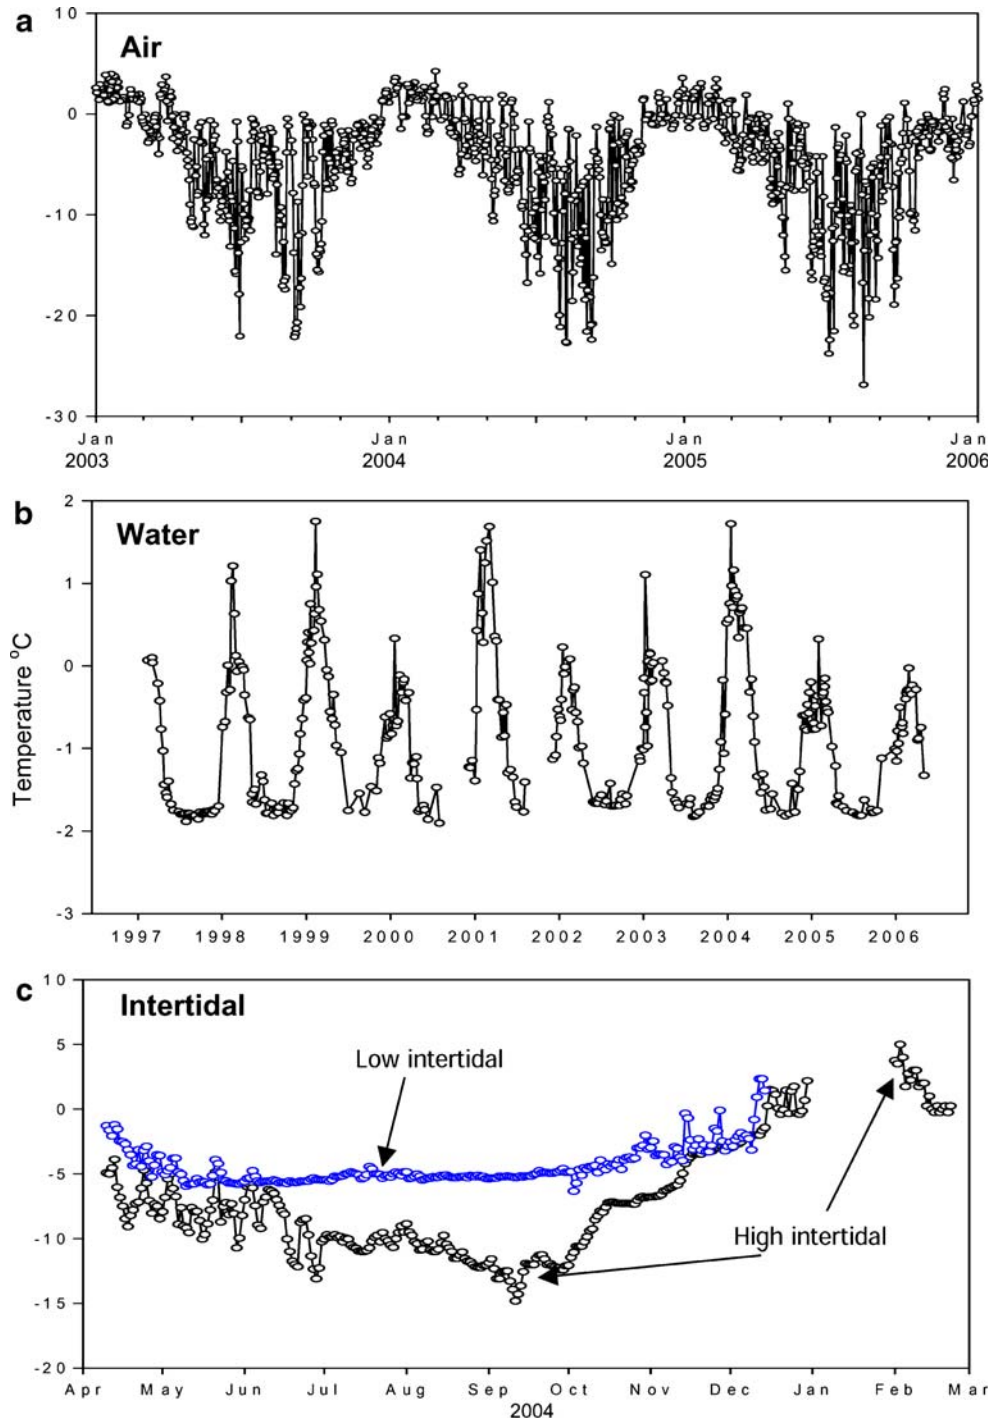 a
Air
10
0
-10
-20
-30
Jan Jan Jan Jan
2003 2004 2005 2006
b
Water
2
1
0
-1
-2
-3
Temperature °C
1997 1998 1999 2000 2001 2002 2003 2004 2005 2006
c
Intertidal
10
5
0
-5
-10
-15
-20
Low intertidal
High intertidal
Apr May Jun Jul Aug Sep Oct Nov Dec Jan Feb Mar
2004